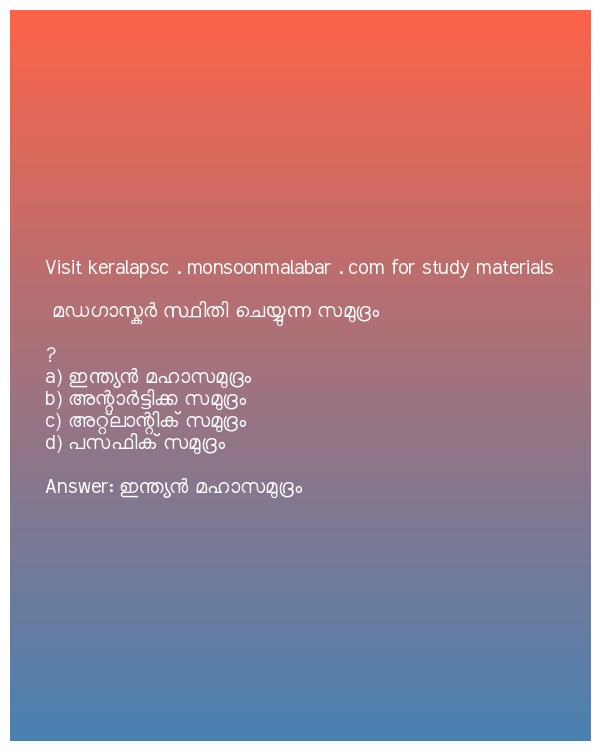 Visit keralapsc . monsoonmalabar . com for study materials
മഡഗാസ്കർ സ്ഥിതി ചെയ്യുന്ന സമുദ്രം
?
a) ഇന്ത്യൻ മഹാസമുദ്രം
b) അന്റാർട്ടിക്ക സമുദ്രം
c) അറ്റ്ലാന്റിക് സമുദ്രം
d) പസഫിക് സമുദ്രം
Answer: ഇന്ത്യൻ മഹാസമുദ്രം